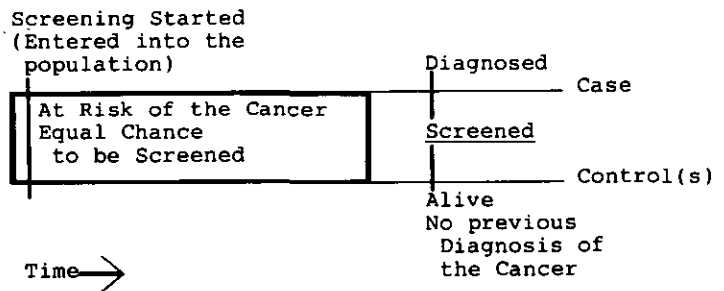 Screening Started
(Entered into the
population)
Diagnosed
Case
At Risk of the Cancer
Equal Chance
to be Screened
Screened
Control(s)
Alive
No previous
Diagnosis of
the Cancer
Time